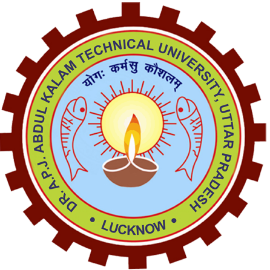 DR. A.P.J. ABDUL KALAM TECHNICAL UNIVERSITY, UTTAR PRADESH
योगः कर्मसु कौशलम्
• LUCKNOW •